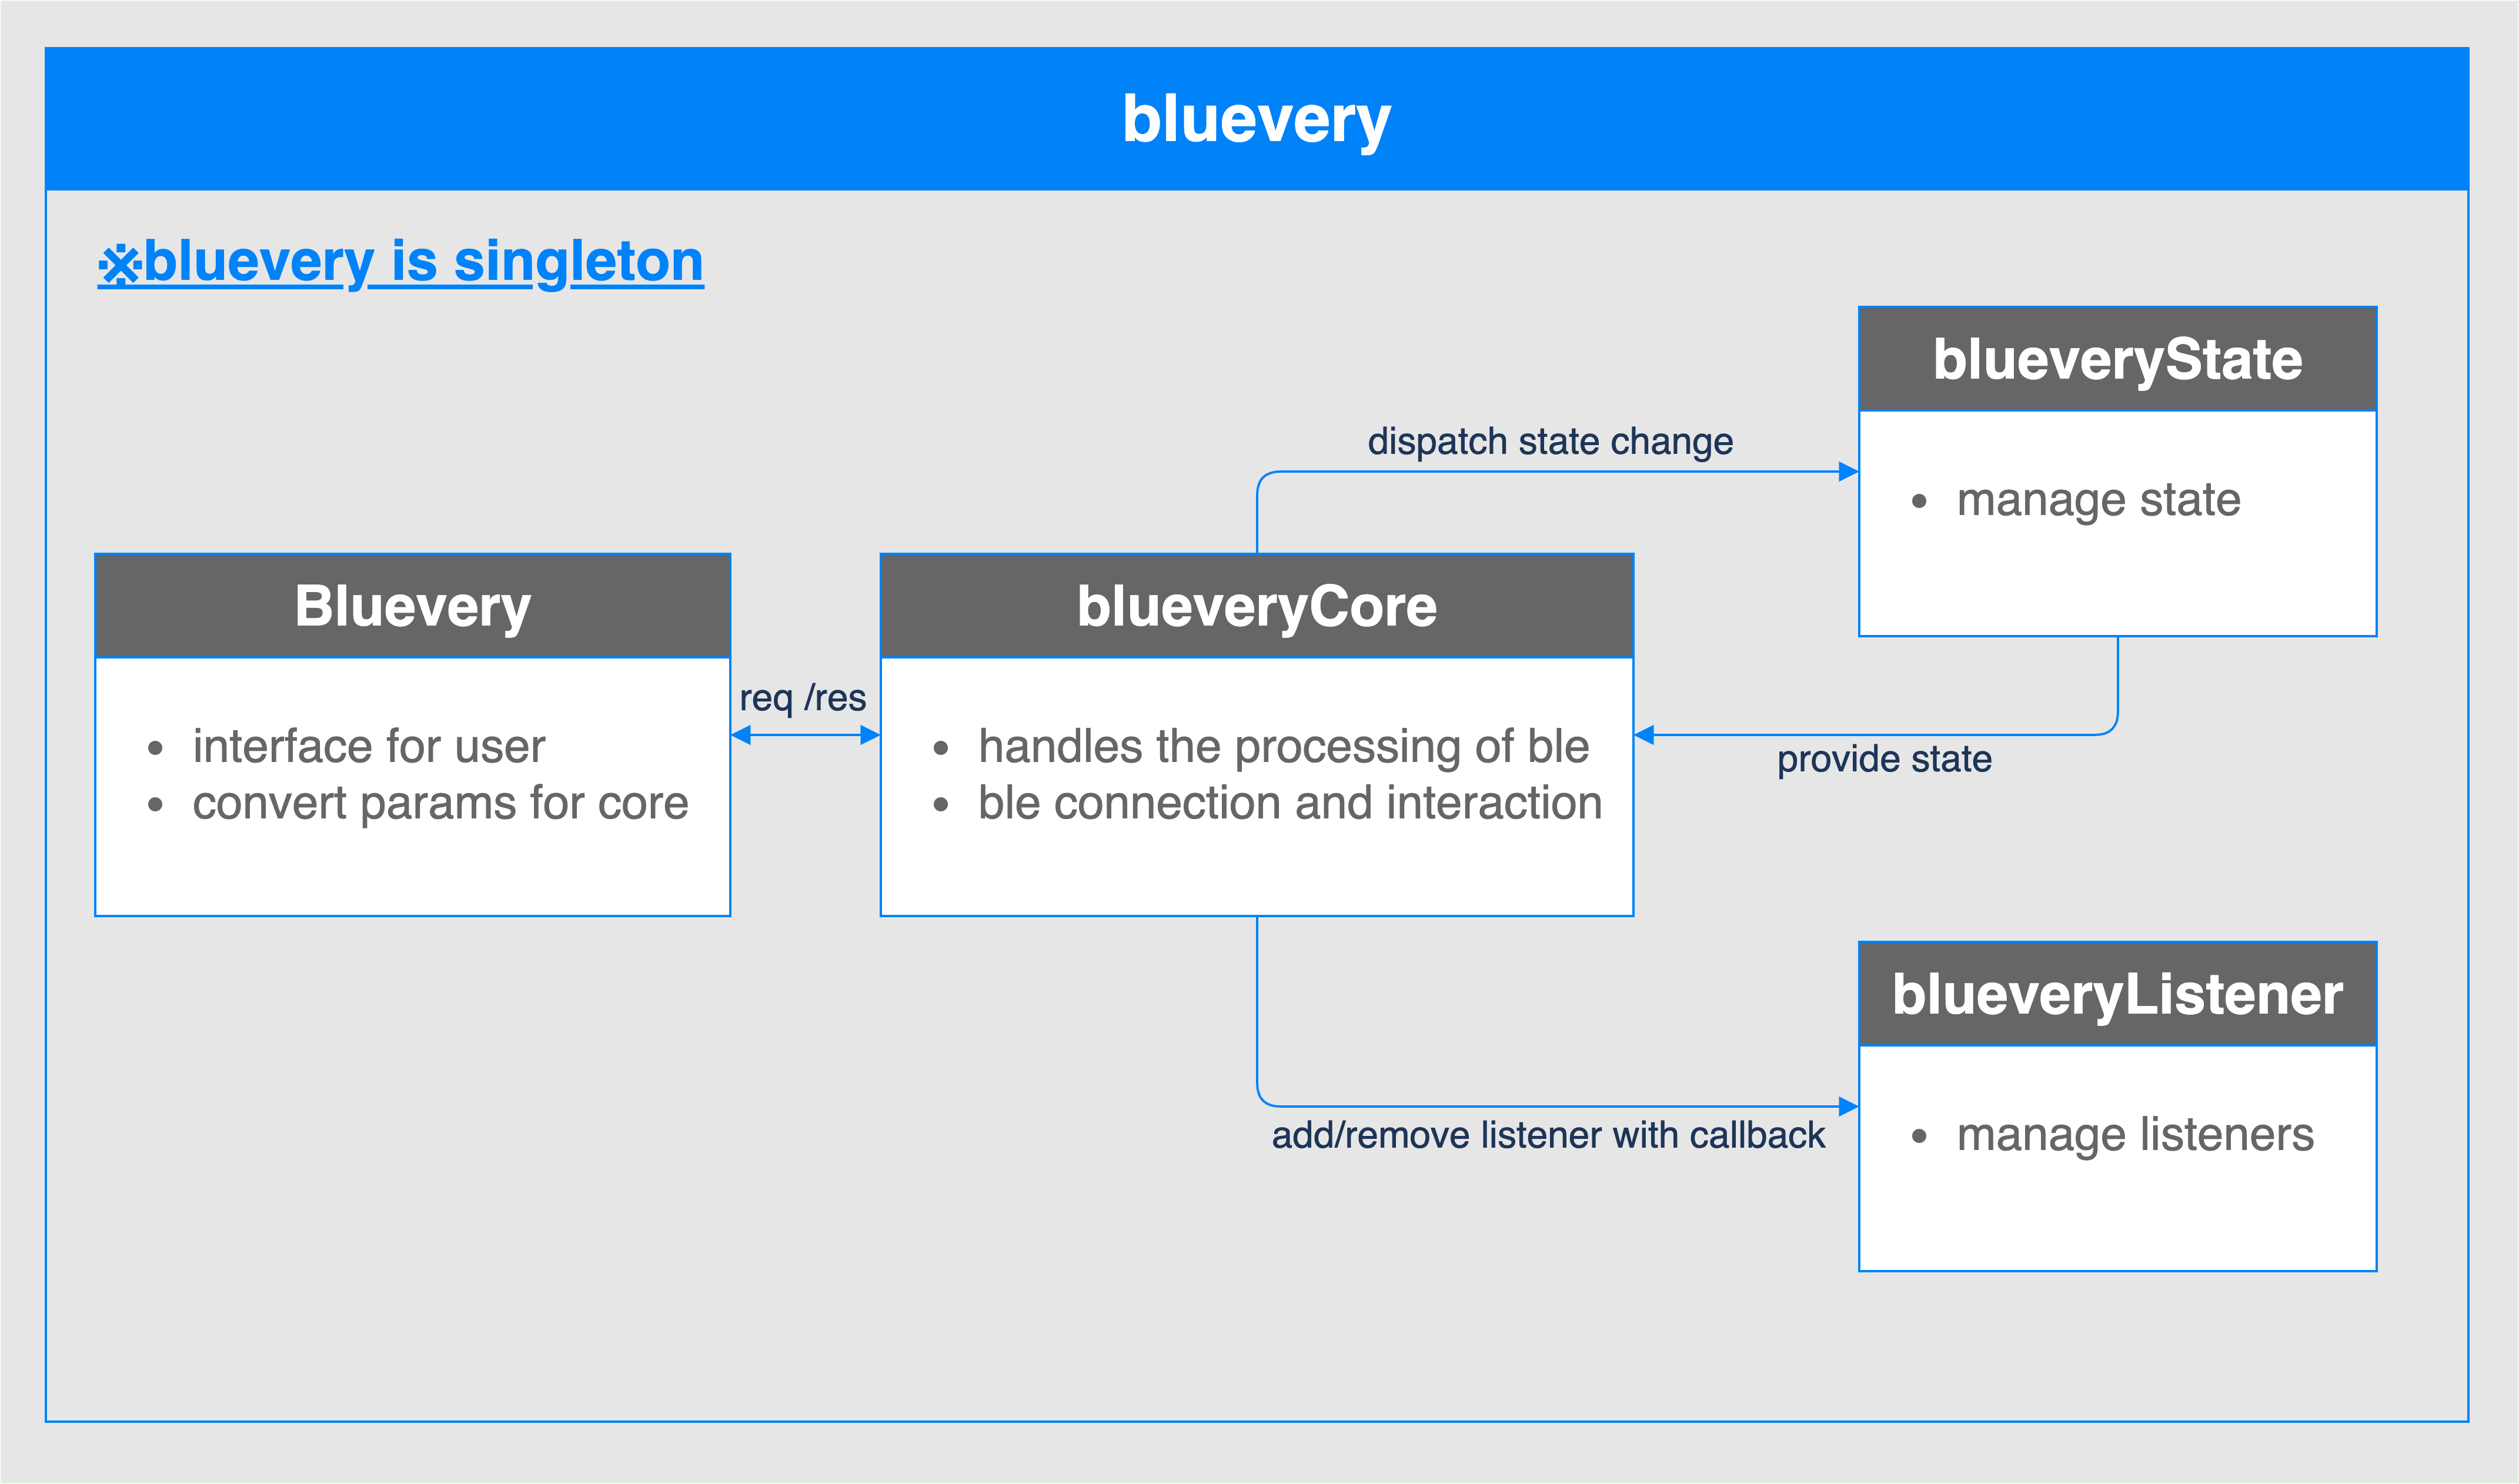 bluevery
※bluevery is singleton
blueveryState
• manage state
dispatch state change
Bluevery
• interface for user
• convert params for core
req /res
blueveryCore
• handles the processing of ble
• ble connection and interaction
provide state
blueveryListener
• manage listeners
add/remove listener with callback